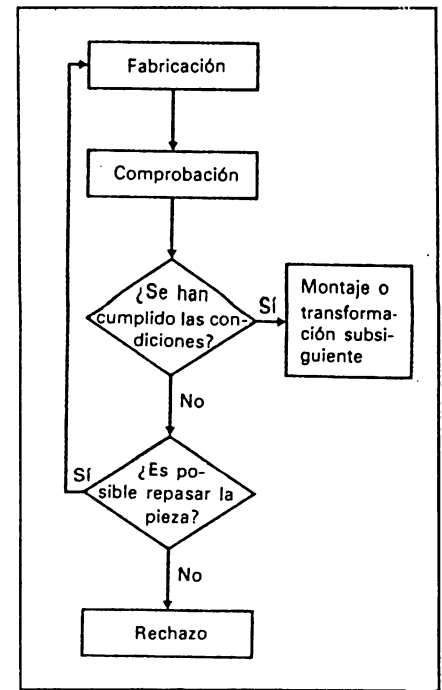 Fabricación
Comprobación
¿Se han
cumplido las con-
diciones?
Sí
Montaje o
transforma-
ción subsi-
guiente
No
¿Es po-
sible repasar la
pieza?
Sí
No
Rechazo